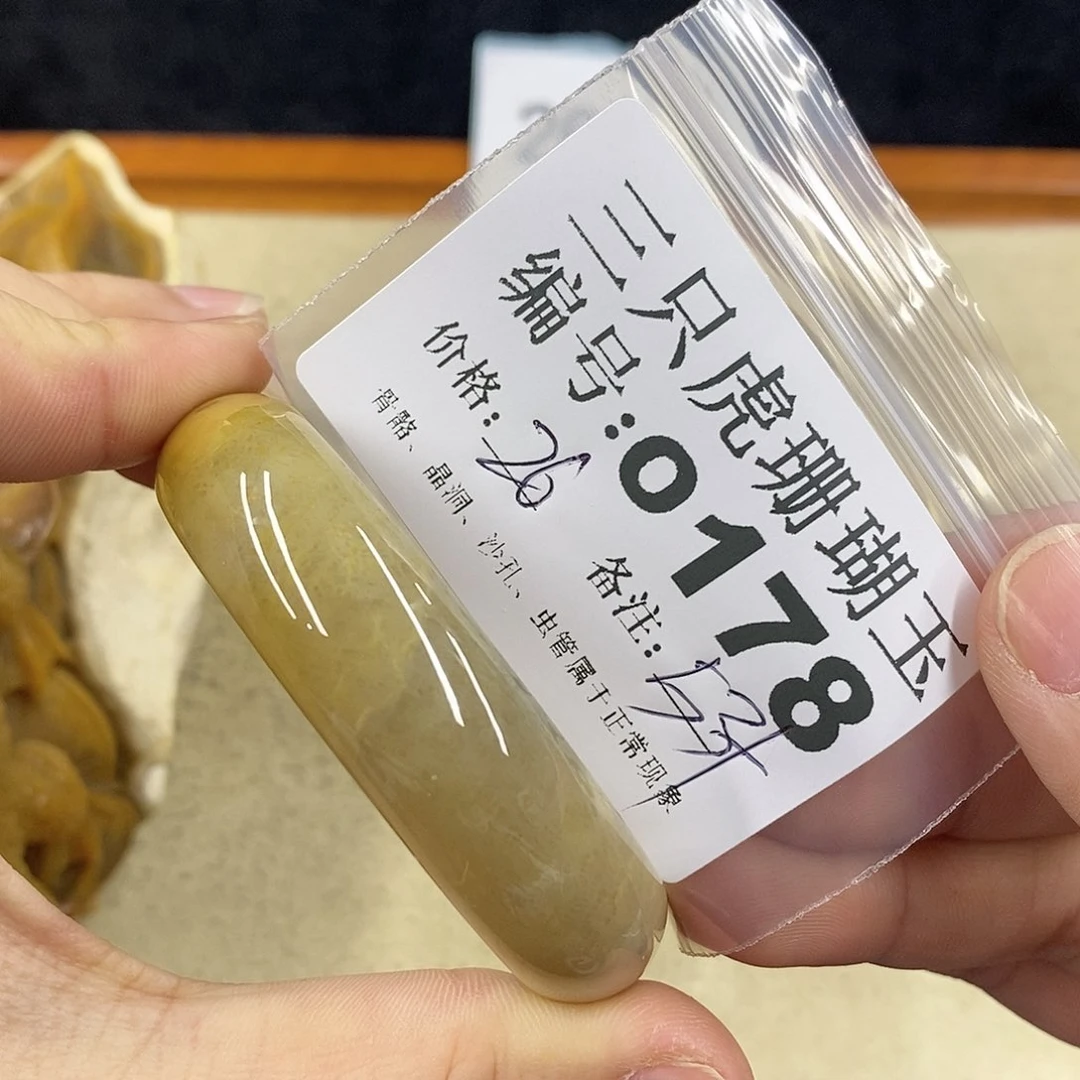 三只虎珊瑚玉
编号:0178
价格:26 备注:
骨骼、晶洞、沙孔、虫管属于正常现象